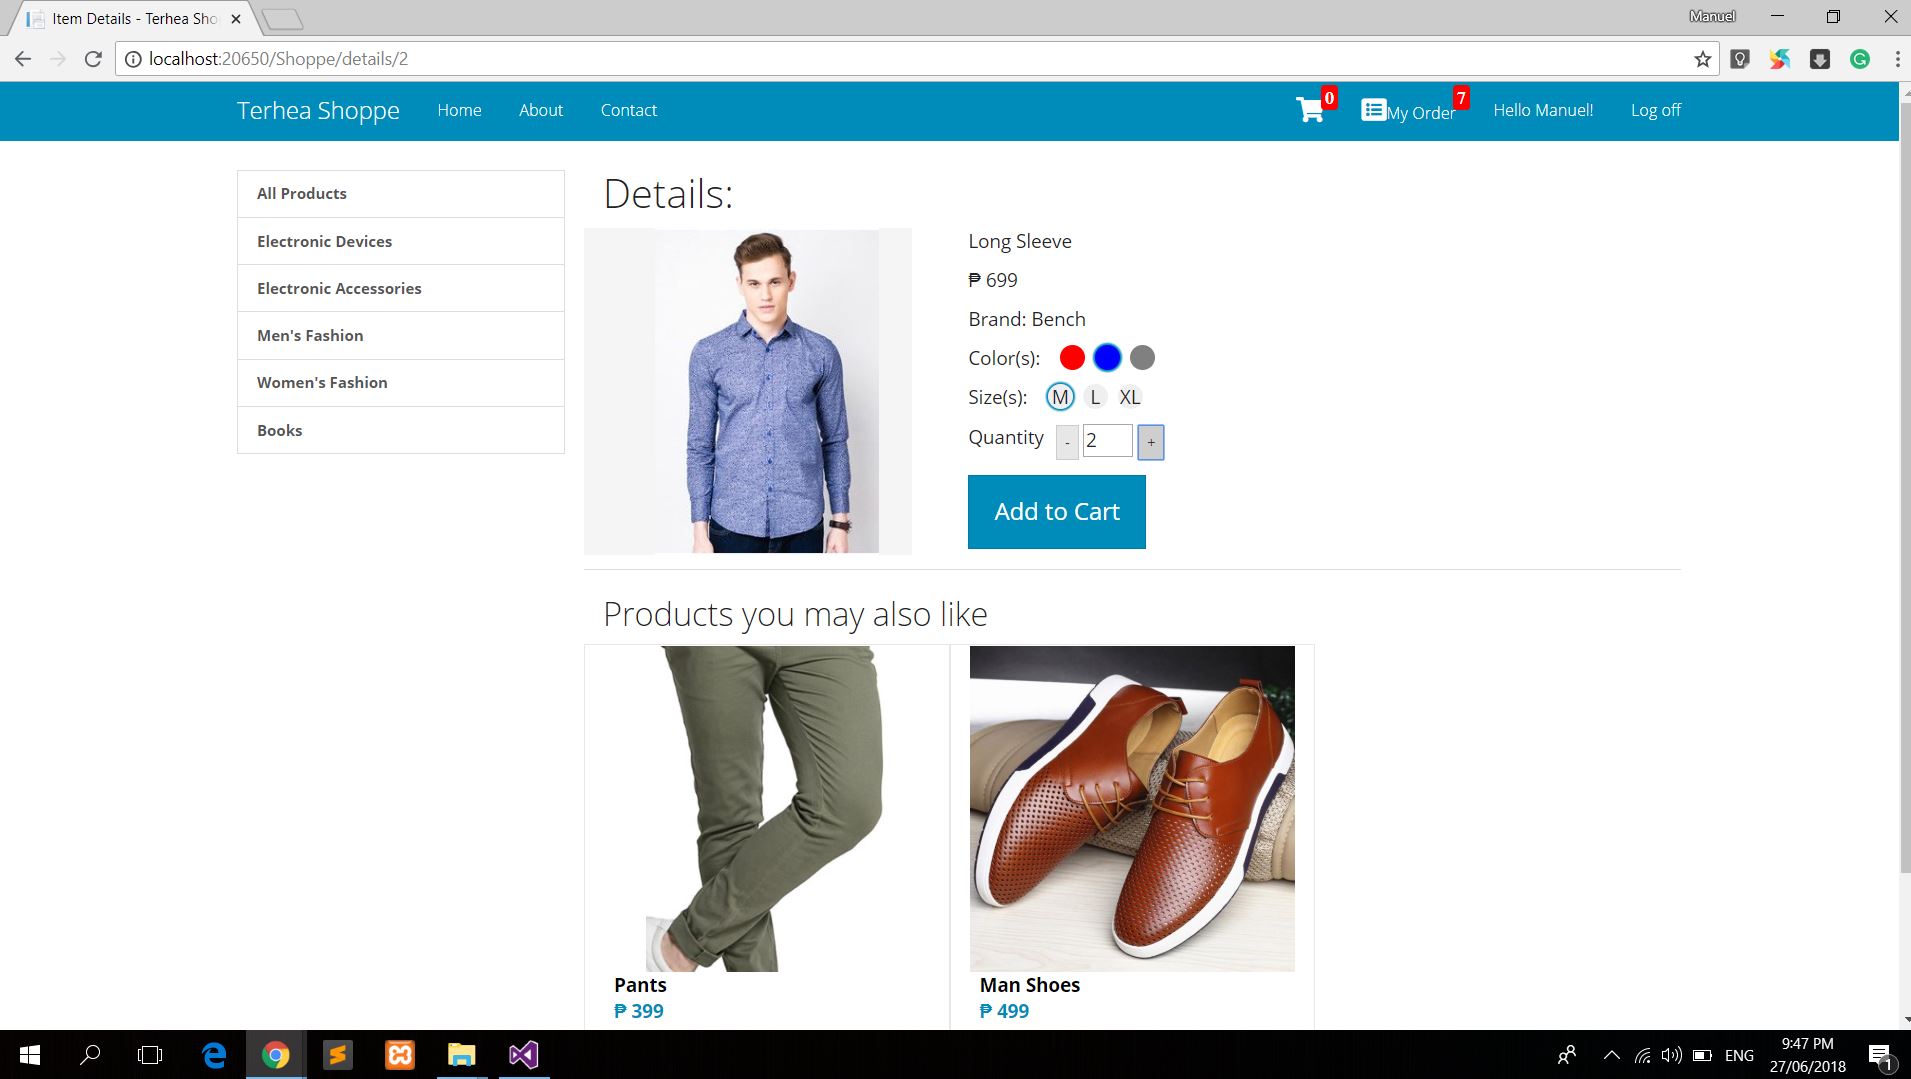 Item Details - Terhea Sho
Manuel
localhost:20650/Shoppe/details/2
Terhea Shoppe Home About Contact 0 My Order 7 Hello Manuel! Log off
All Products
Electronic Devices
Electronic Accessories
Men's Fashion
Women's Fashion
Books
Details:
Long Sleeve
₱ 699
Brand: Bench
Color(s):
Size(s): M L XL
Quantity - 2 +
Add to Cart
Products you may also like
Pants
₱ 399
Man Shoes
₱ 499
ENG
9:47 PM
27/06/2018
1